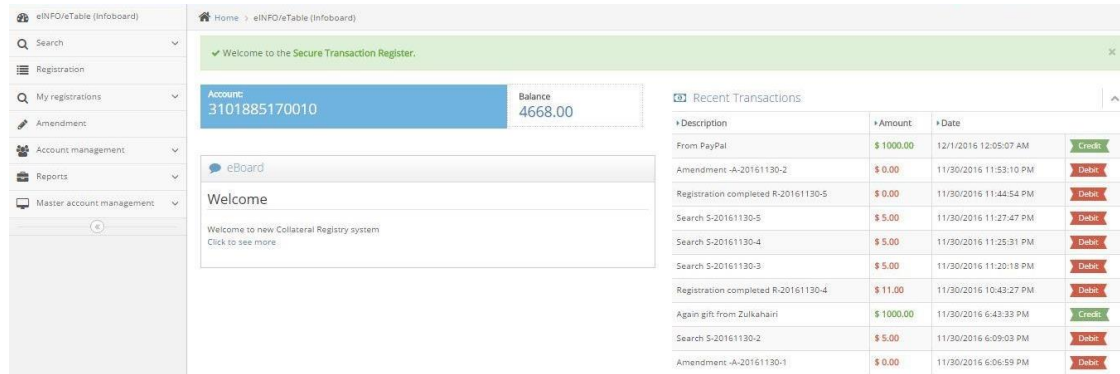 eINFO/eTable (Infoboard)
Search
Registration
My registrations
Amendment
Account management
Reports
Master account management
Home > eINFO/eTable (Infoboard)
Welcome to the Secure Transaction Register.
Account:
3101885170010
Balance
4668.00
eBoard
Welcome
Welcome to new Collateral Registry system
Click to see more
Recent Transactions
Description Amount Date
From PayPal $ 1000.00 12/1/2016 12:05:07 AM Credit
Amendment -A-20161130-2 $ 0.00 11/30/2016 11:53:10 PM Debit
Registration completed R-20161130-5 $ 0.00 11/30/2016 11:44:54 PM Debit
Search S-20161130-5 $ 5.00 11/30/2016 11:27:47 PM Debit
Search S-20161130-4 $ 5.00 11/30/2016 11:25:31 PM Debit
Search S-20161130-3 $ 5.00 11/30/2016 11:20:18 PM Debit
Registration completed R-20161130-4 $ 11.00 11/30/2016 10:43:27 PM Debit
Again gift from Zulkahairi $ 1000.00 11/30/2016 6:43:33 PM Credit
Search S-20161130-2 $ 5.00 11/30/2016 6:09:03 PM Debit
Amendment -A-20161130-1 $ 0.00 11/30/2016 6:06:59 PM Debit